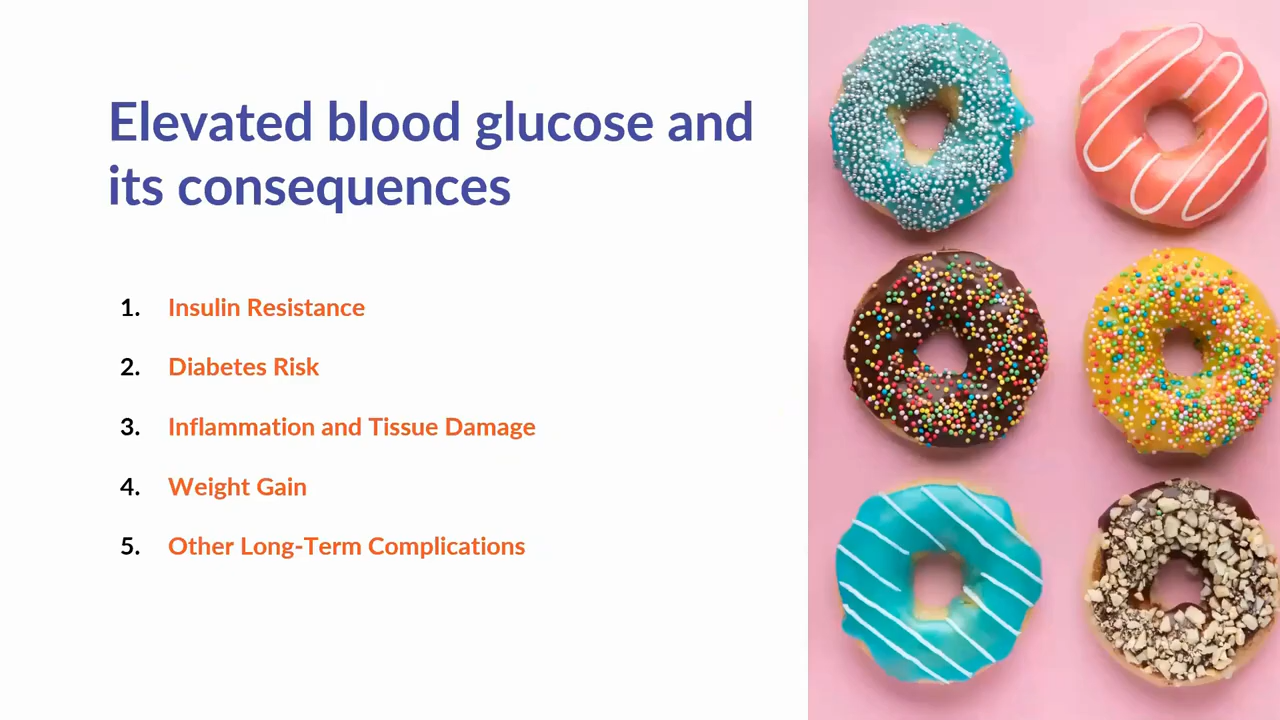 Elevated blood glucose and
its consequences
1. Insulin Resistance
2. Diabetes Risk
3. Inflammation and Tissue Damage
4. Weight Gain
5. Other Long-Term Complications